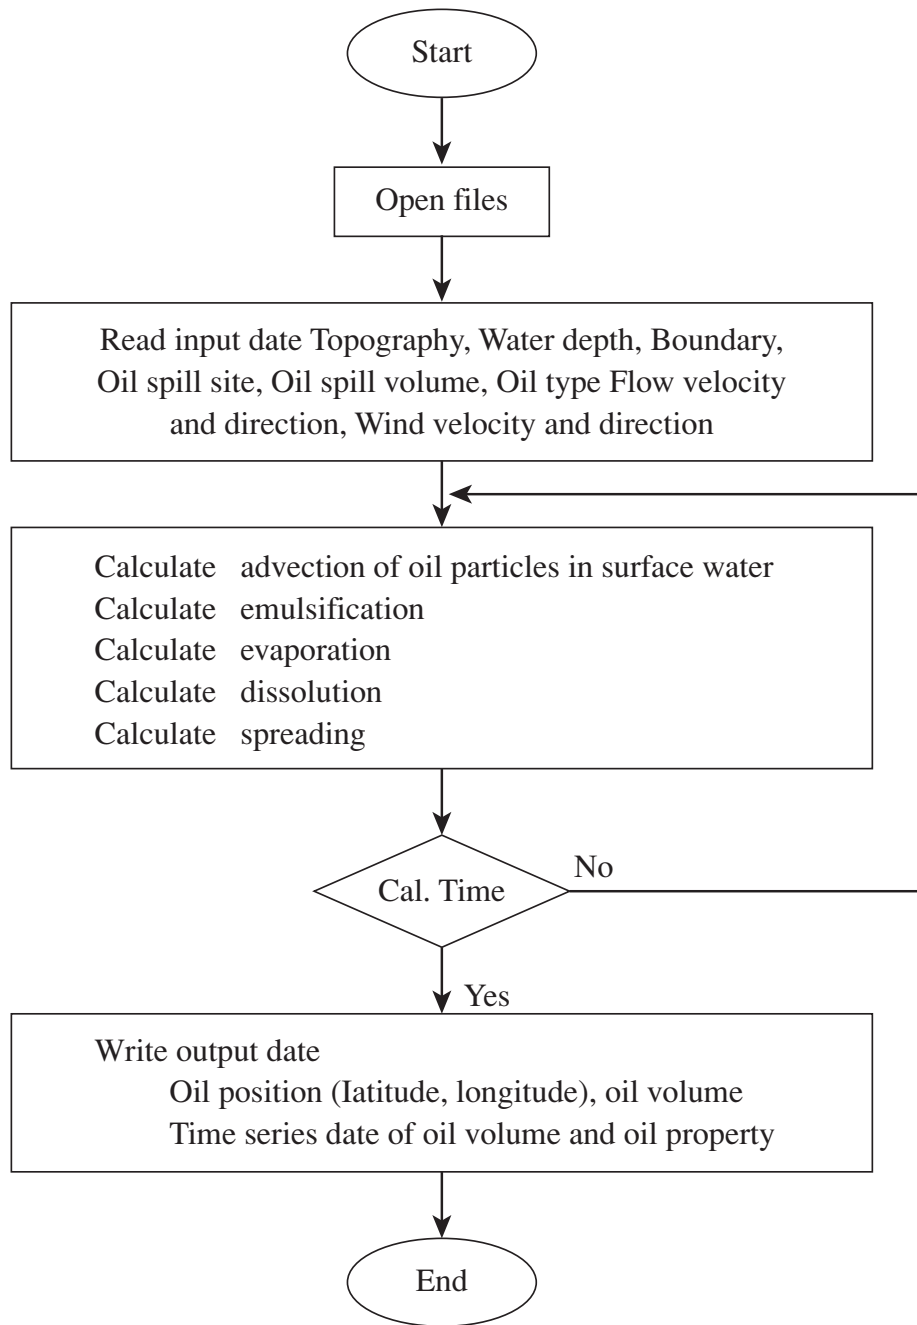 Start
Open files
Read input date Topography, Water depth, Boundary,
Oil spill site, Oil spill volume, Oil type Flow velocity
and direction, Wind velocity and direction
Calculate advection of oil particles in surface water
Calculate emulsification
Calculate evaporation
Calculate dissolution
Calculate spreading
Cal. Time
No
Yes
Write output date
Oil position (Iatitude, longitude), oil volume
Time series date of oil volume and oil property
End